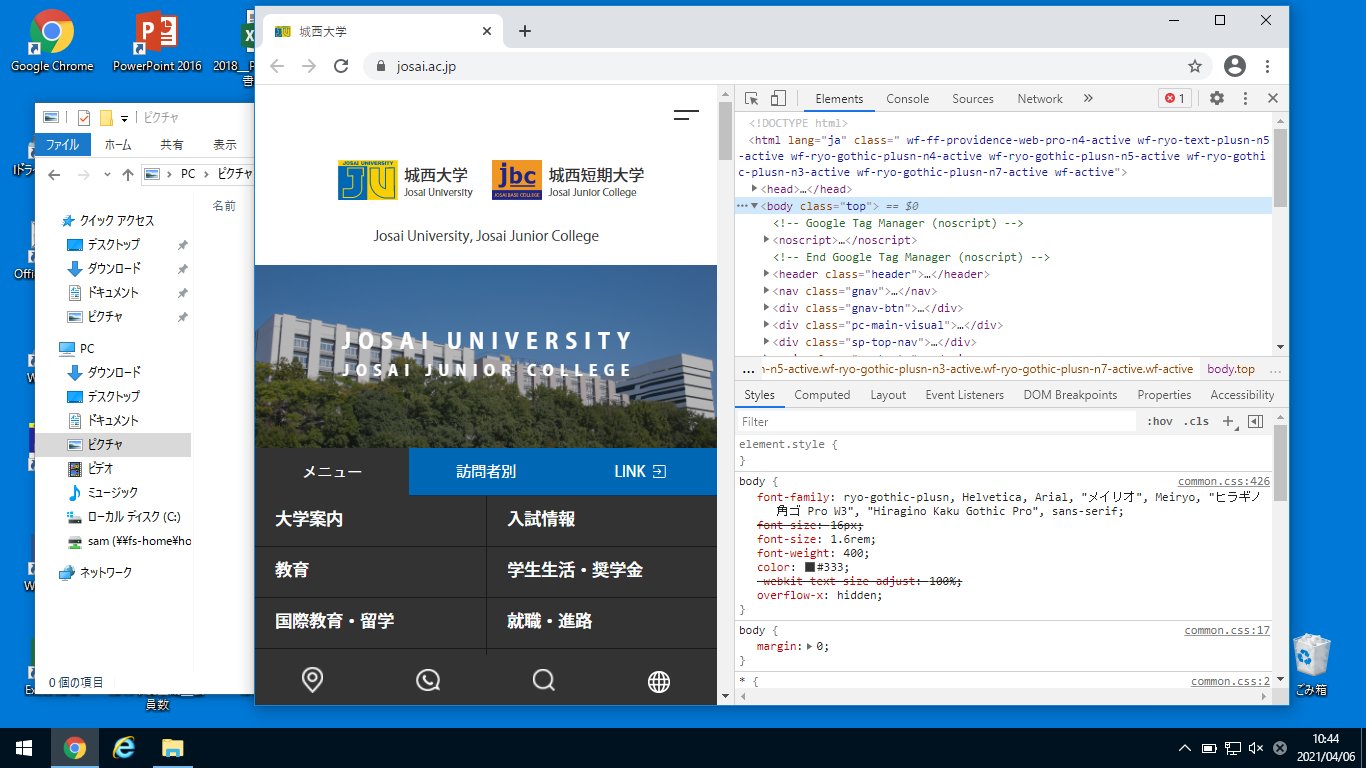 Google Chrome
PowerPoint 2016
ピクチャ
ファイル
ホーム
共有
表示
PC
ピクチャ
名前
クイック アクセス
デスクトップ
ダウンロード
ドキュメント
ピクチャ
PC
ダウンロード
デスクトップ
ドキュメント
ピクチャ
ビデオ
ミュージック
ローカル ディスク (C:)
sam (¥¥fs-home¥ho
ネットワーク
0 個の項目
員数
城西大学
josai.ac.jp
JOSAI UNIVERSITY
JU
城西大学
Josai University
jbc
JOSAI BASE COLLEGE
城西短期大学
Josai Junior College
Josai University, Josai Junior College
JOSAI UNIVERSITY
JOSAI JUNIOR COLLEGE
メニュー
訪問者別
LINK
大学案内
入試情報
教育
学生生活・奨学金
国際教育・留学
就職・進路
Elements
Console
Sources
Network
»
1
<!DOCTYPE html>
<html lang="ja" class=" wf-ff-providence-web-pro-n4-active wf-ryo-text-plusn-n5
-active wf-ryo-gothic-plusn-n4-active wf-ryo-gothic-plusn-n5-active wf-ryo-gothi
c-plusn-n3-active wf-ryo-gothic-plusn-n7-active wf-active">
<head>…</head>
<body class="top"> == $0
<!-- Google Tag Manager (noscript) -->
<noscript>…</noscript>
<!-- End Google Tag Manager (noscript) -->
<header class="header">…</header>
<nav class="gnav">…</nav>
<div class="gnav-btn">…</div>
<div class="pc-main-visual">…</div>
<div class="sp-top-nav">…</div>
… n-n5-active.wf-ryo-gothic-plusn-n3-active.wf-ryo-gothic-plusn-n7-active.wf-active body.top …
Styles
Computed
Layout
Event Listeners
DOM Breakpoints
Properties
Accessibility
Filter
:hov .cls +
element.style {
}
body {
common.css:426
font-family: ryo-gothic-plusn, Helvetica, Arial, "メイリオ", Meiryo, "ヒラギノ
角ゴ Pro W3", "Hiragino Kaku Gothic Pro", sans-serif;
font-size: 16px;
font-size: 1.6rem;
font-weight: 400;
color: #333;
-webkit-text-size-adjust: 100%;
overflow-x: hidden;
}
body {
common.css:17
margin: 0;
}
* {
common.css:2
ごみ箱
10:44
2021/04/06